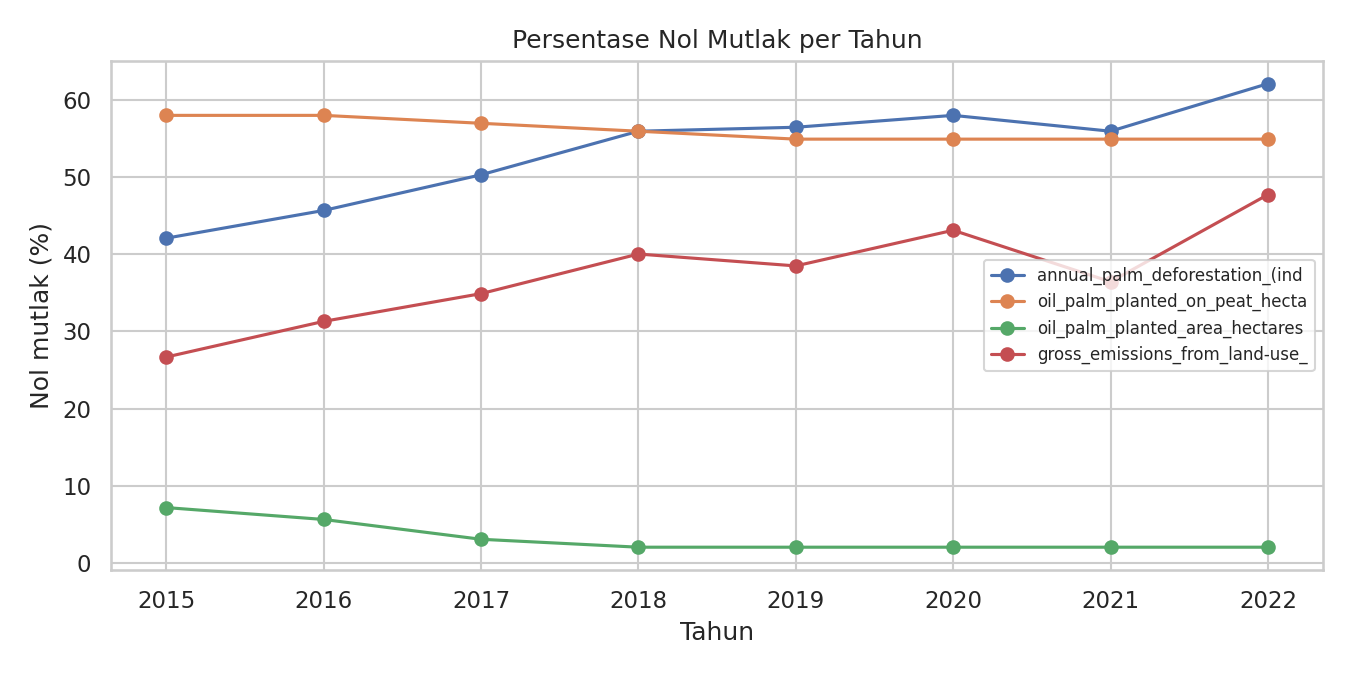 Persentase Nol Mutlak per Tahun
Nol mutlak (%)
60
50
40
30
20
10
0
annual_palm_deforestation_(ind
oil_palm_planted_on_peat_hecta
oil_palm_planted_area_hectares
gross_emissions_from_land-use_
2015 2016 2017 2018 2019 2020 2021 2022
Tahun